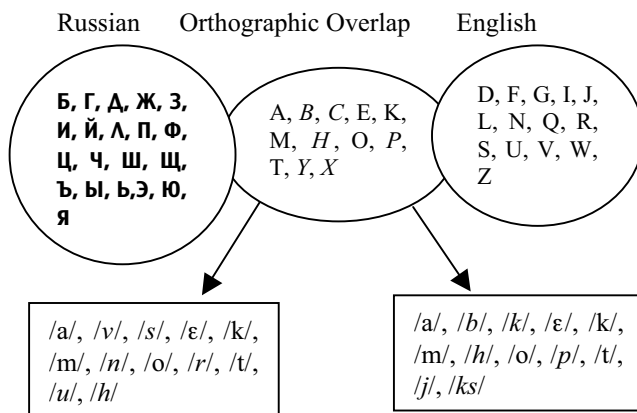 Russian Orthographic Overlap English
Б, Г, Д, Ж, З,
И, Й, Л, П, Ф,
Ц, Ч, Ш, Щ,
Ъ, Ы, Ь,Э, Ю,
Я
A, B, C, E, K,
M, H, O, P,
T, Y, X
D, F, G, I, J,
L, N, Q, R,
S, U, V, W,
Z
/a/, /v/, /s/, /ε/, /k/,
/m/, /n/, /o/, /r/, /t/,
/u/, /h/
/a/, /b/, /k/, /ε/, /k/,
/m/, /h/, /o/, /p/, /t/,
/j/, /ks/